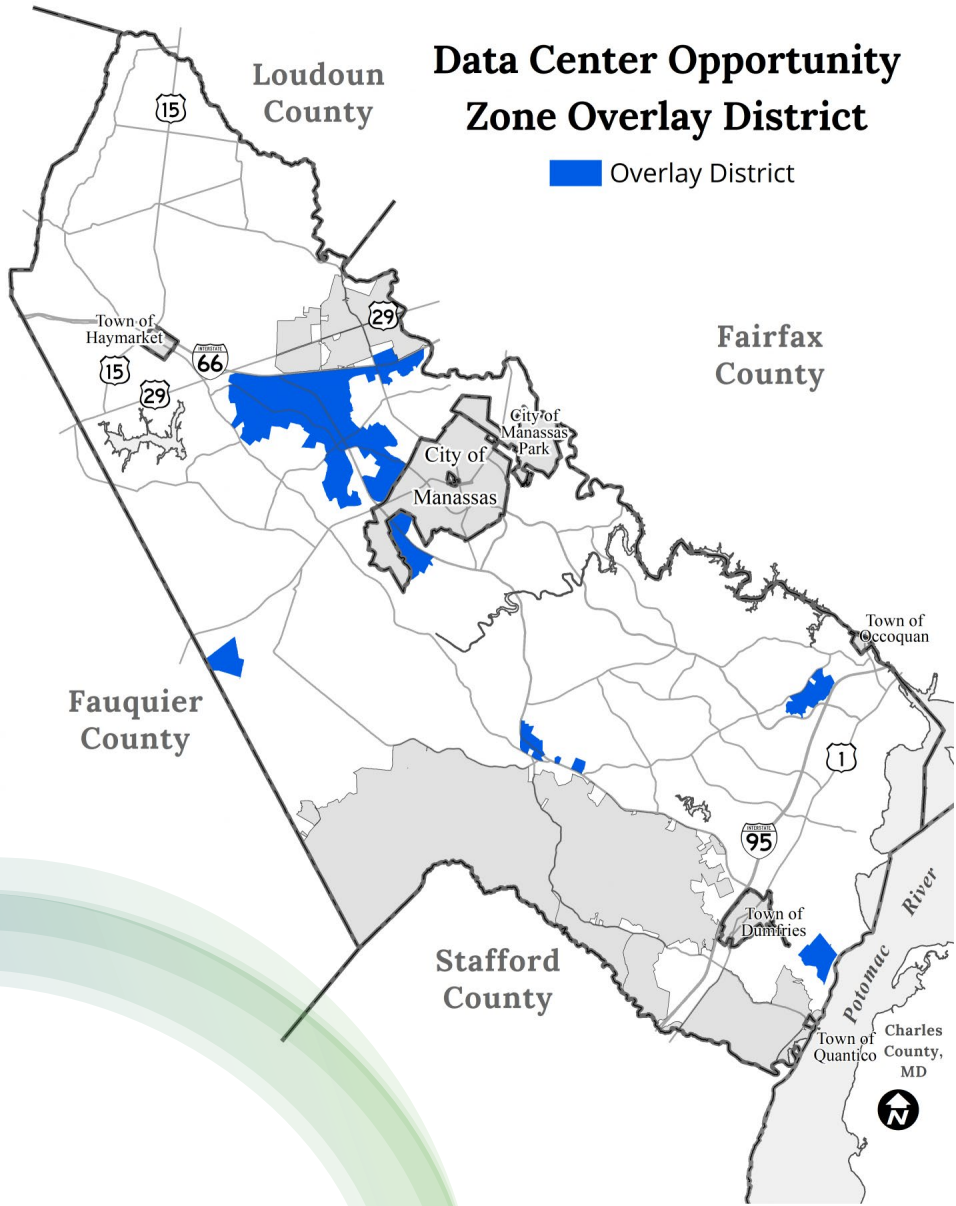 Data Center Opportunity
Zone Overlay District
Overlay District
Loudoun
County
15
29
Fairfax
County
Town of
Haymarket
INTERSTATE
66
15
29
City of
Manassas
Park
City of
Manassas
Town of
Occoquan
Fauquier
County
1
INTERSTATE
95
Town of
Dumfries
River
Potomac
Stafford
County
Town of
Quantico
Charles
County,
MD
N